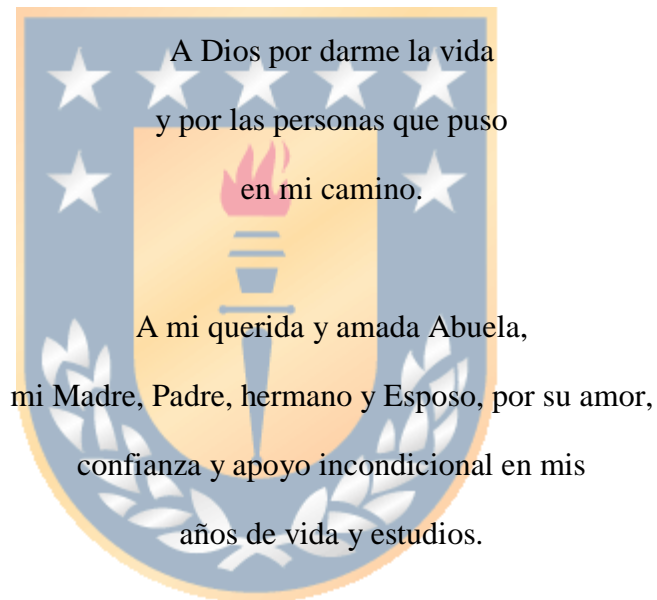 A Dios por darme la vida
y por las personas que puso
en mi camino.
A mi querida y amada Abuela,
mi Madre, Padre, hermano y Esposo, por su amor,
confianza y apoyo incondicional en mis
años de vida y estudios.